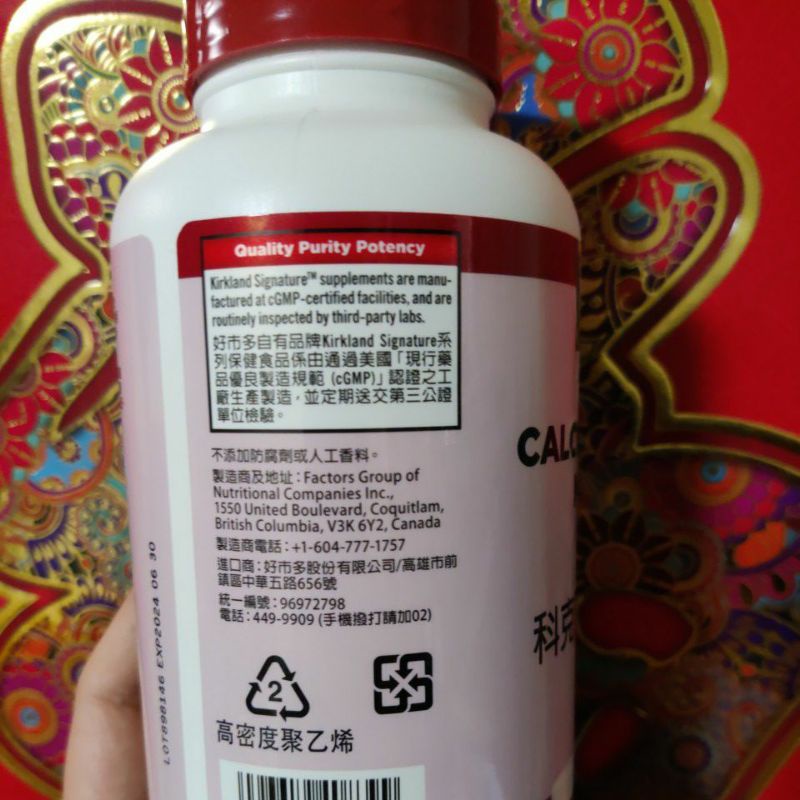 Quality Purity Potency
Kirkland Signature™ supplements are manu-
factured at cGMP-certified facilities, and are
routinely inspected by third-party labs.
好市多自有品牌Kirkland Signature系
列保健食品係由通過美國「現行藥
品優良製造規範 (cGMP)」認證之工
廠生產製造，並定期送交第三公證
單位檢驗。
不添加防腐劑或人工香料。
製造商及地址：Factors Group of
Nutritional Companies Inc.,
1550 United Boulevard, Coquitlam,
British Columbia, V3K 6Y2, Canada
製造商電話：+1-604-777-1757
進口商：好市多股份有限公司/高雄市前
鎮區中華五路656號
統一編號：96972798
電話：449-9909 (手機撥打請加02)
2
高密度聚乙烯
LOT898146 EXP2024 06 30
CALC
科克